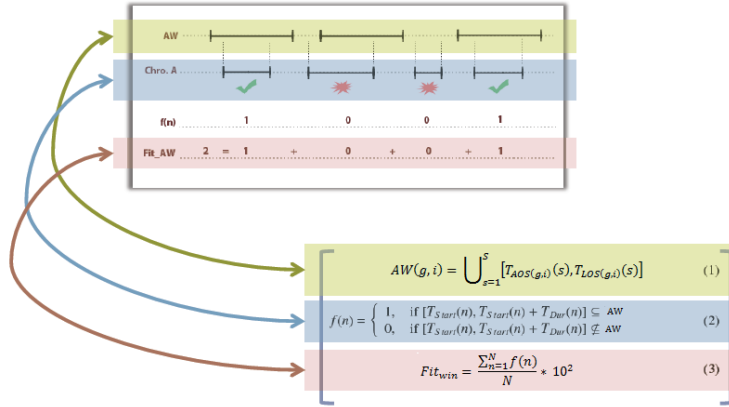 AW
Chro. A
f(n) 1 0 0 1
Fit_AW 2 = 1 + 0 + 0 + 1
AW(g, i) = ⋃_{s=1}^{S} [T_{AOS(g,i)}(s), T_{LOS(g,i)}(s)] (1)
f(n) = { 1, if [T_{Start}(n), T_{Start}(n) + T_{Dur}(n)] ⊆ AW
0, if [T_{Start}(n), T_{Start}(n) + T_{Dur}(n)] ⊄ AW (2)
Fit_{win} = \frac{∑_{n=1}^{N} f(n)}{N} * 10^2 (3)